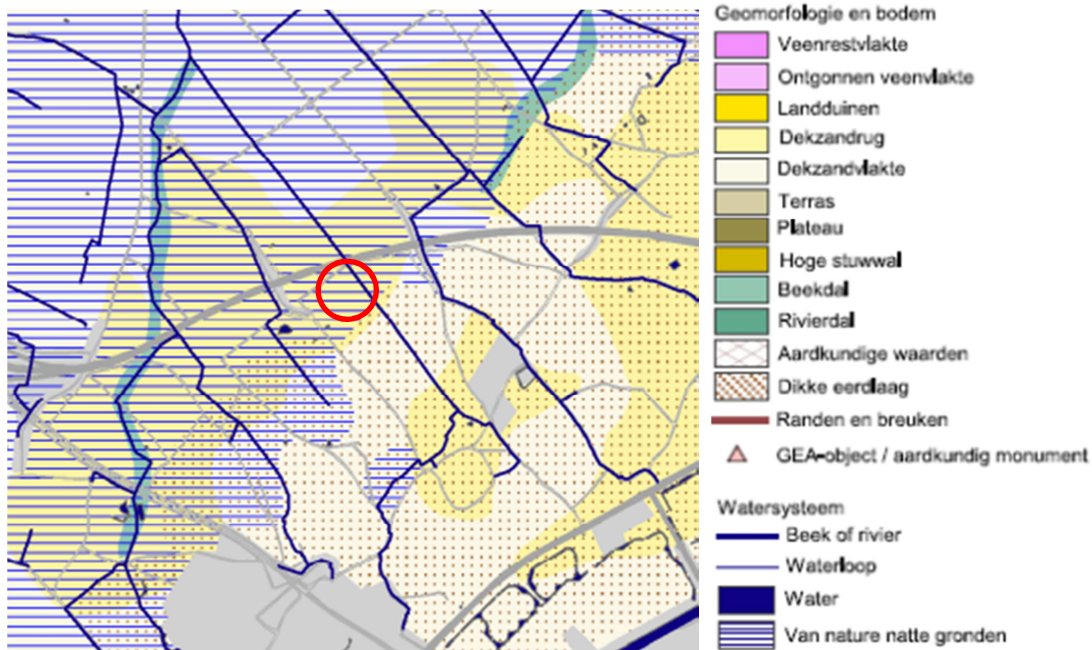 Geomorfologie en bodem
Veenrestvlakte
Ontgonnen veenvlakte
Landduinen
Dekzandrug
Dekzandvlakte
Terras
Plateau
Hoge stuwwal
Beekdal
Rivierdal
Aardkundige waarden
Dikke eerdlaag
Randen en breuken
GEA-object / aardkundig monument
Watersysteem
Beek of rivier
Waterloop
Water
Van nature natte gronden